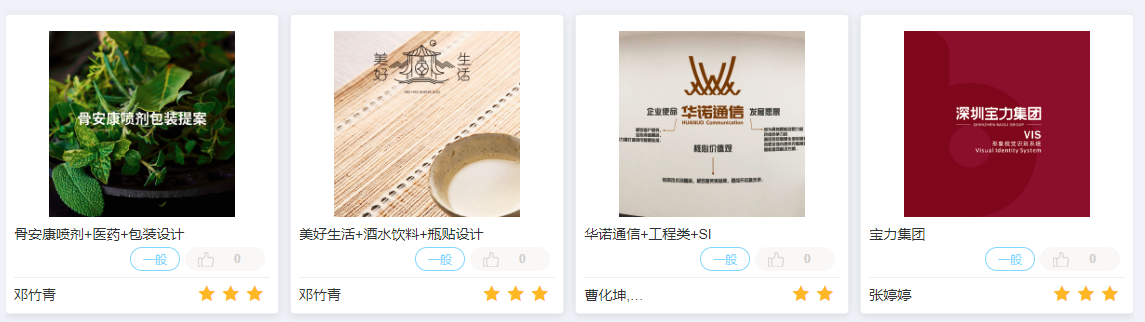 骨安康喷剂包装提案
骨安康喷剂+医药+包装设计
一般
0
邓竹青
美好
生活
美好生活+酒水饮料+瓶贴设计
一般
0
邓竹青
企业使命
华诺通信
发展愿景
HUANUO Communication
核心价值观
华诺通信+工程类+SI
一般
0
曹化坤,...
深圳宝力集团
SHENZHEN BAOLI GROUP
VIS
形象视觉识别系统
Visual Identity System
宝力集团
一般
0
张婷婷